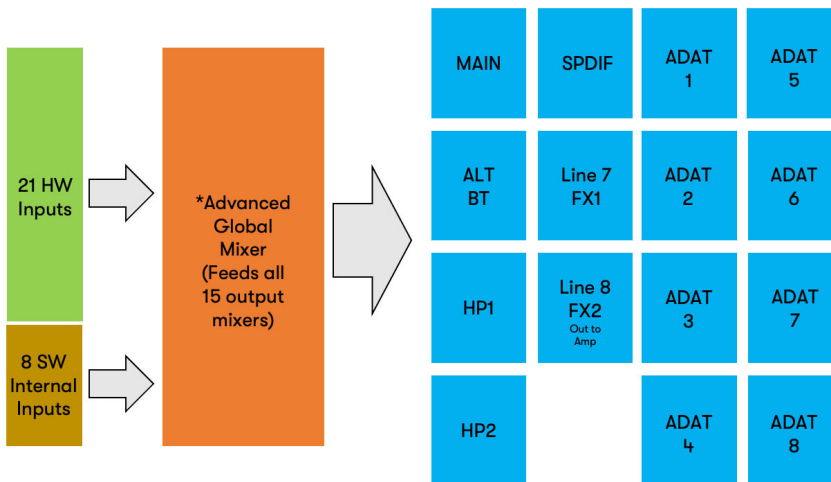 21 HW
Inputs
8 SW
Internal
Inputs
*Advanced
Global
Mixer
(Feeds all
15 output
mixers)
MAIN
SPDIF
ADAT
1
ADAT
5
ALT
BT
Line 7
FX1
ADAT
2
ADAT
6
HP1
Line 8
FX2
Out to
Amp
ADAT
3
ADAT
7
HP2
ADAT
4
ADAT
8